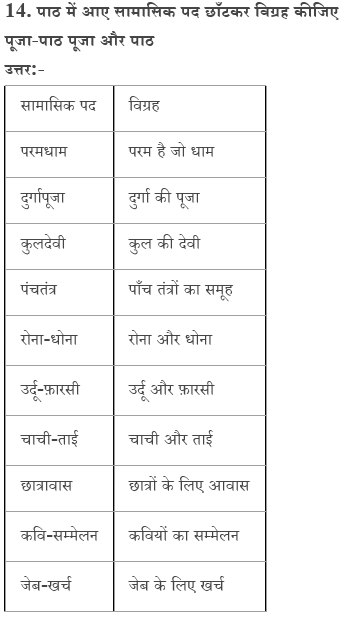 14. पाठ में आए सामासिक पद छाँटकर विग्रह कीजिए
पूजा-पाठ पूजा और पाठ
उत्तर:-
सामासिक पद विग्रह
परमधाम परम है जो धाम
दुर्गापूजा दुर्गा की पूजा
कुलदेवी कुल की देवी
पंचतंत्र पाँच तंत्रों का समूह
रोना-धोना रोना और धोना
उर्दू-फ़ारसी उर्दू और फ़ारसी
चाची-ताई चाची और ताई
छात्रावास छात्रों के लिए आवास
कवि-सम्मेलन कवियों का सम्मेलन
जेब-खर्च जेब के लिए खर्च